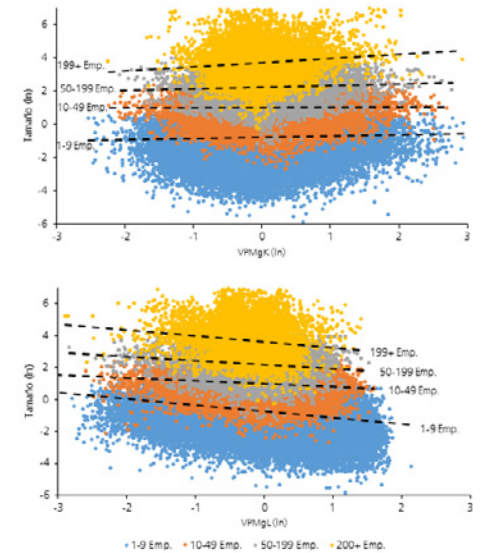 6
4
2
0
-2
-4
-6
Tamaño (ln)
199+ Emp.
50-199 Emp.
10-49 Emp.
1-9 Emp.
-3 -2 -1 0 1 2 3
VPMgK (ln)
6
4
2
0
-2
-4
-6
Tamaño (ln)
199+ Emp.
50-199 Emp.
10-49 Emp.
1-9 Emp.
-3 -2 -1 0 1 2 3
VPMgL (ln)
1-9 Emp. 10-49 Emp. 50-199 Emp. 200+ Emp.